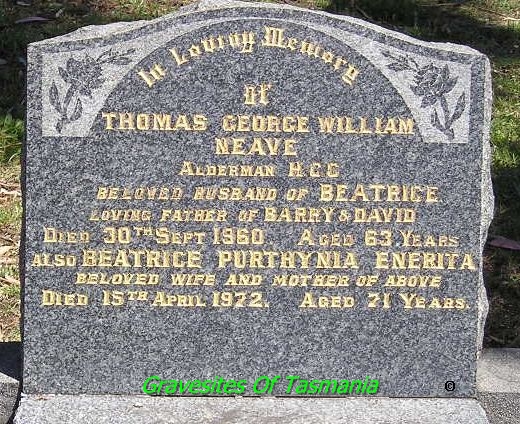 In Loving Memory
Of
THOMAS GEORGE WILLIAM
NEAVE
ALDERMAN H.C.C
BELOVED HUSBAND OF BEATRICE
LOVING FATHER OF BARRY & DAVID
DIED 30TH SEPT 1960. AGED 63 YEARS
ALSO BEATRICE PURTHYNIA ENERITA
BELOVED WIFE AND MOTHER OF ABOVE
DIED 15TH APRIL 1972. AGED 71 YEARS.
Gravesites Of Tasmania ©